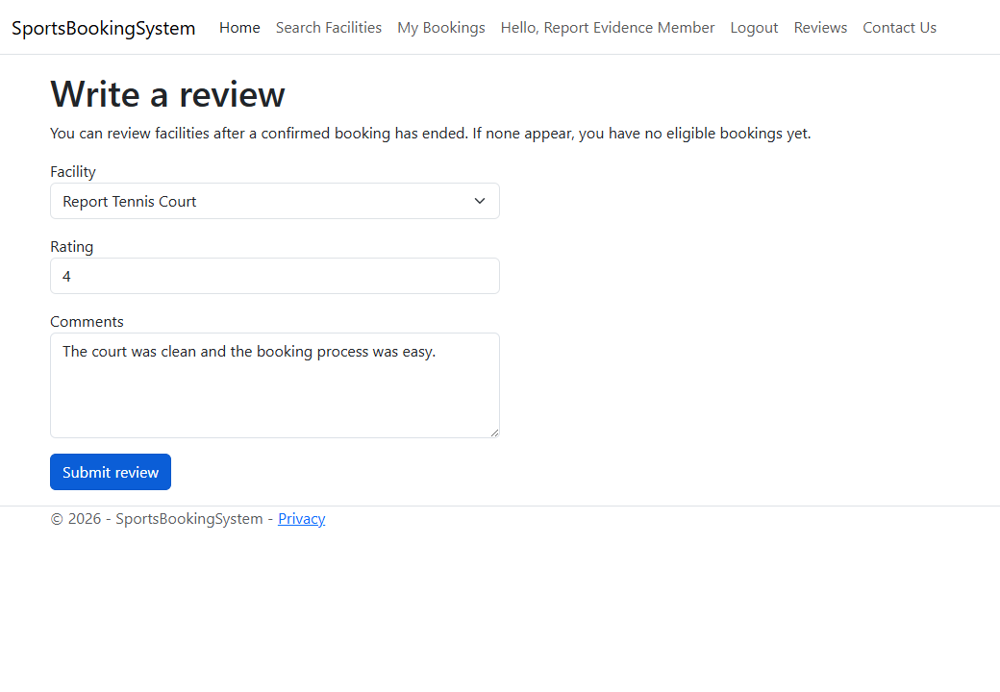 SportsBookingSystem Home Search Facilities My Bookings Hello, Report Evidence Member Logout Reviews Contact Us
Write a review
You can review facilities after a confirmed booking has ended. If none appear, you have no eligible bookings yet.
Facility
Report Tennis Court
Rating
4
Comments
The court was clean and the booking process was easy.
Submit review
© 2026 - SportsBookingSystem - Privacy